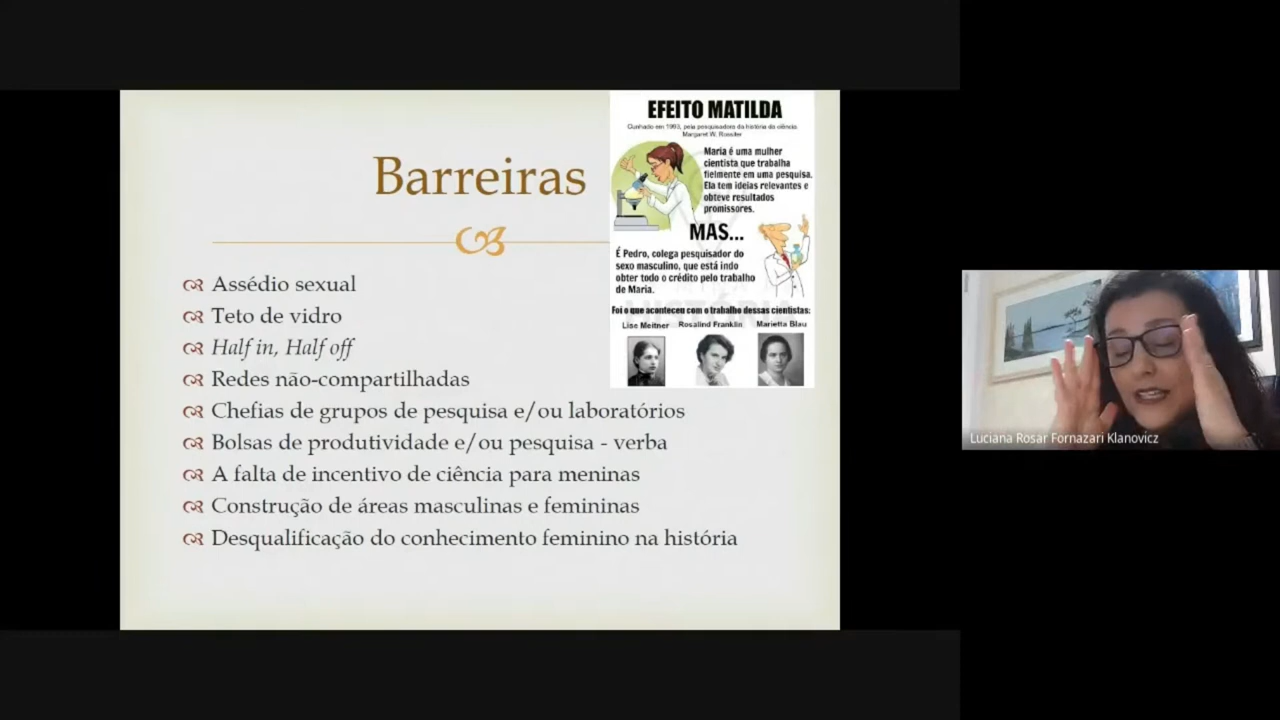 Barreiras
Assédio sexual
Teto de vidro
Half in, Half off
Redes não-compartilhadas
Chefias de grupos de pesquisa e/ou laboratórios
Bolsas de produtividade e/ou pesquisa - verba
A falta de incentivo de ciência para meninas
Construção de áreas masculinas e femininas
Desqualificação do conhecimento feminino na história
EFEITO MATILDA
Cunhado em 1993, pela pesquisadora da história da ciência
Margaret W. Rossiter
Maria é uma mulher
cientista que trabalha
fielmente em uma pesquisa.
Ela tem ideias relevantes e
obteve resultados
promissores.
MAS...
É Pedro, colega pesquisador do
sexo masculino, que está indo
obter todo o crédito pelo trabalho
de Maria.
Foi o que aconteceu com o trabalho dessas cientistas:
Lise Meitner Rosalind Franklin Marietta Blau
Luciana Rosar Fornazari Klanovicz